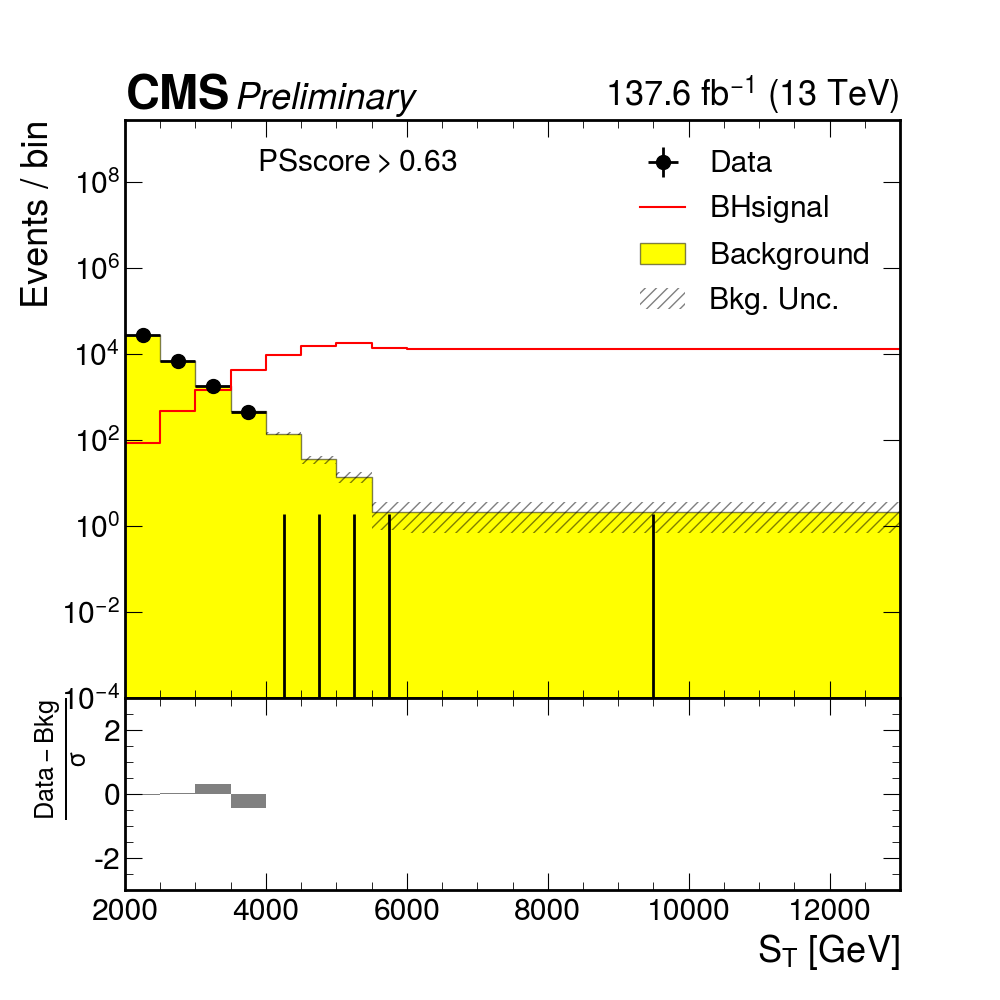 CMS Preliminary 137.6 fb⁻¹ (13 TeV)
Events / bin
PSscore > 0.63
Data
BHsignal
Background
Bkg. Unc.
10⁸
10⁶
10⁴
10²
10⁰
10⁻²
10⁻⁴
Data – Bkg
σ
2
0
-2
2000 4000 6000 8000 10000 12000
S_T [GeV]